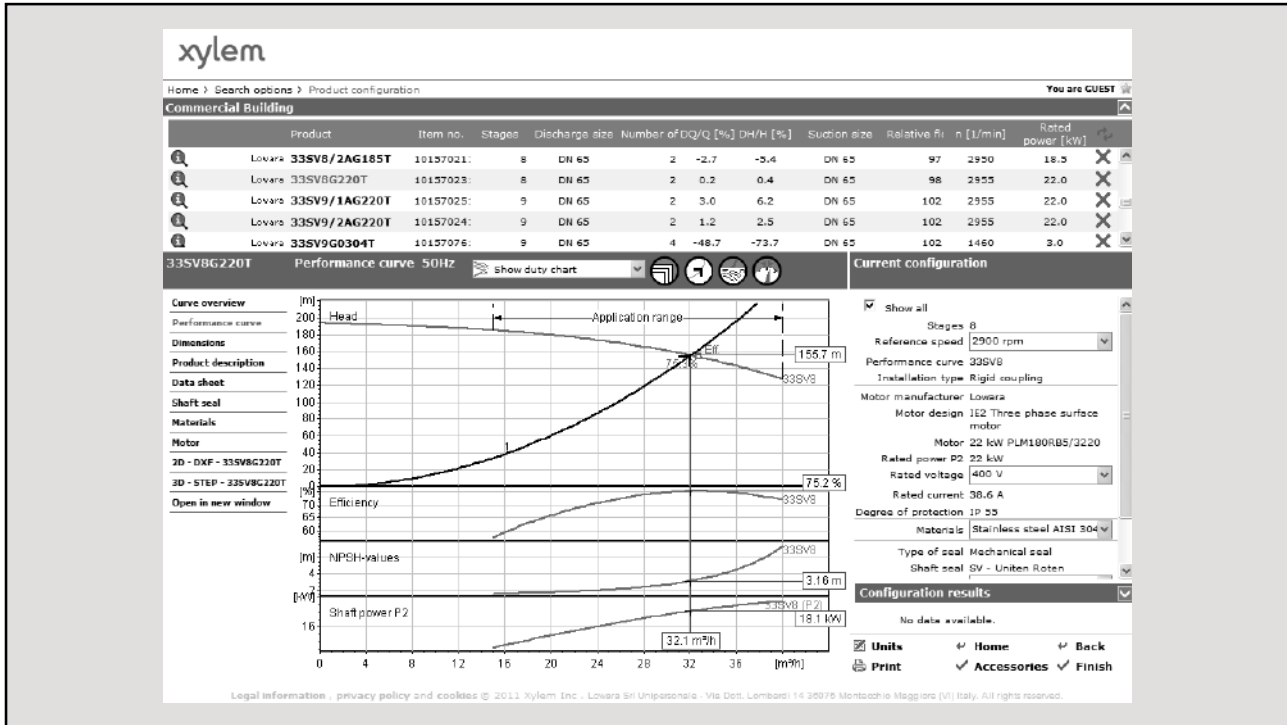 xylem
Home > Search options > Product configuration You are GUEST
Commercial Building
Product Item no. Stages Discharge size Number of DQ/Q [%] DH/H [%] Suction size Relative fl n [1/min] Rated power [kW]
Lowara 33SV8/2AG185T 10157021: 8 DN 65 2 -2.7 -5.4 DN 65 97 2950 18.5
Lowara 33SV8G220T 10157023: 8 DN 65 2 0.2 0.4 DN 65 98 2955 22.0
Lowara 33SV9/1AG220T 10157025: 9 DN 65 2 3.0 6.2 DN 65 102 2955 22.0
Lowara 33SV9/2AG220T 10157024: 9 DN 65 2 1.2 2.5 DN 65 102 2955 22.0
Lowara 33SV9G0304T 10157076: 9 DN 65 4 -48.7 -73.7 DN 65 102 1460 3.0
33SV8G220T Performance curve 50Hz Show duty chart Current configuration
Curve overview
Performance curve
Dimensions
Product description
Data sheet
Shaft seal
Materials
Motor
2D - DXF - 33SV8G220T
3D - STEP - 33SV8G220T
Open in new window
[m]
Head
Application range
200
180
160
140
120
100
80
60
40
20
0
Eff.
155.7 m
33SV8
1
75.2 %
[%]
Efficiency
70
65
60
33SV8
[m]
NPSH-values
4
33SV8
3.16 m
[kW]
Shaft power P2
16
33SV8 (P2)
18.1 kW
32.1 m³/h
0 4 8 12 16 20 24 28 32 36 [m³/h]
Show all
Stages 8
Reference speed 2900 rpm
Performance curve 33SV8
Installation type Rigid coupling
Motor manufacturer Lowara
Motor design IE2 Three phase surface
motor
Motor 22 kW PLM180RB5/3220
Rated power P2 22 kW
Rated voltage 400 V
Rated current 38.6 A
Degree of protection IP 55
Materials Stainless steel AISI 304
Type of seal Mechanical seal
Shaft seal SV - Uniten Roten
Configuration results
No data available.
Units Home Back
Print Accessories Finish
Legal information , privacy policy and cookies © 2011 Xylem Inc . Lowara Srl Unipersonale - Via Dott. Lombardi 14 36075 Montecchio Maggiore (VI) Italy. All rights reserved.